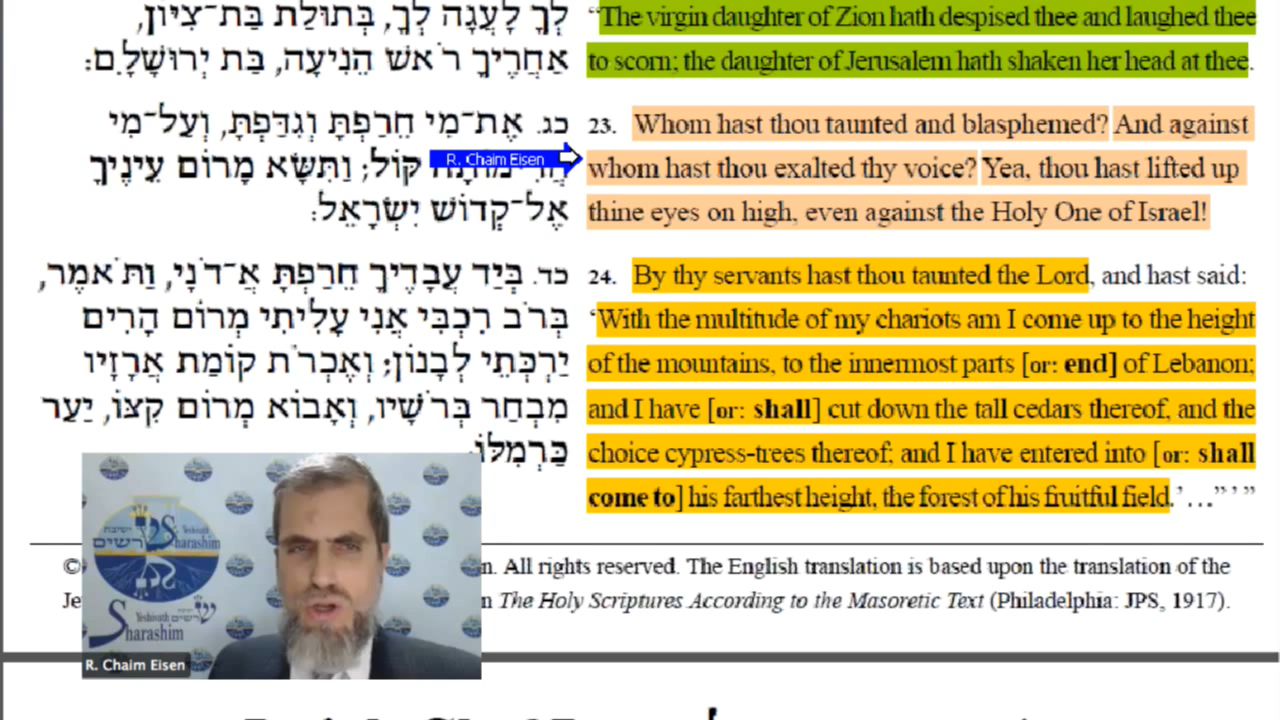 לְךָ לָעֲגָה לְךָ, בְּתוּלַת בַּת־צִיּוֹן,
אַחֲרֶיךָ רֹאשׁ הֵנִיעָה, בַּת יְרוּשָׁלָ‍ִם:
“The virgin daughter of Zion hath despised thee and laughed thee
to scorn; the daughter of Jerusalem hath shaken her head at thee.
כג. אֶת־מִי חֵרַפְתָּ וְגִדַּפְתָּ, וְעַל־מִי
קּוֹל; וַתִּשָּׂא מָרוֹם עֵינֶיךָ
אֶל־קְדוֹשׁ יִשְׂרָאֵל:
R. Chaim Eisen
23. Whom hast thou taunted and blasphemed? And against
whom hast thou exalted thy voice? Yea, thou hast lifted up
thine eyes on high, even against the Holy One of Israel!
כד. בְּיַד עֲבָדֶיךָ חֵרַפְתָּ אֲ־דֹנָי, וַתֹּאמֶר,
בְּרֹב רִכְבִּי אֲנִי עָלִיתִי מְרוֹם הָרִים
יַרְכְּתֵי לְבָנוֹן; וְאֶכְרֹת קוֹמַת אֲרָזָיו
מִבְחַר בְּרֹשָׁיו, וְאָבוֹא מְרוֹם קִצּוֹ, יַעַר
כַּרְמִלּוֹ.
24. By thy servants hast thou taunted the Lord, and hast said:
‘With the multitude of my chariots am I come up to the height
of the mountains, to the innermost parts [or: end] of Lebanon;
and I have [or: shall] cut down the tall cedars thereof, and the
choice cypress-trees thereof; and I have entered into [or: shall
come to] his farthest height, the forest of his fruitful field.’…”’”
© n. All rights reserved. The English translation is based upon the translation of the
Je n The Holy Scriptures According to the Masoretic Text (Philadelphia: JPS, 1917).
ישיבת
שרשים
Yeshivath
Sharashim
Yeshivath שרשים
Sharashim
R. Chaim Eisen